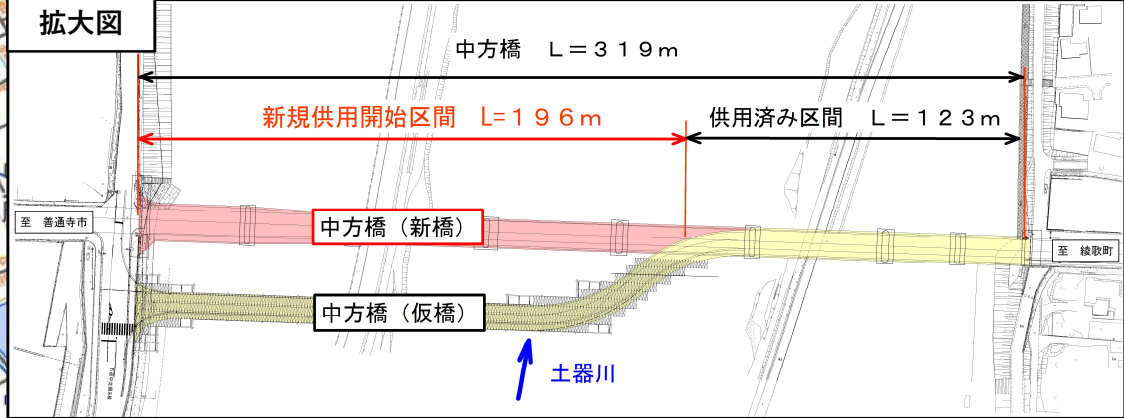 拡大図
中方橋　Ｌ＝３１９ｍ
新規供用開始区間　L=１９６ｍ
供用済み区間　Ｌ＝１２３ｍ
至　善通寺市
中方橋（新橋）
至　綾歌町
中方橋（仮橋）
土器川